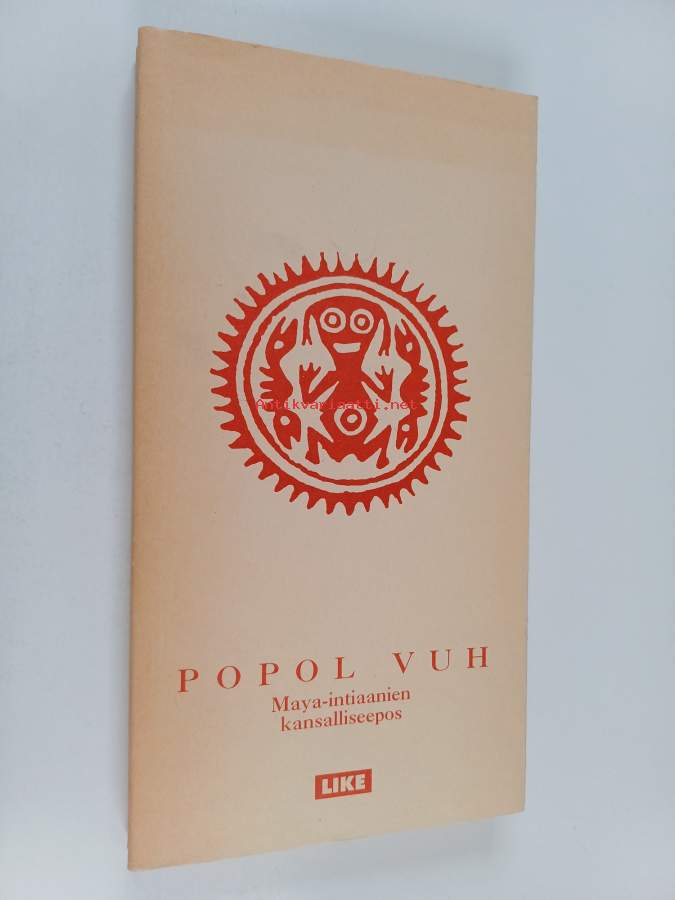 Antikvariaatti.net
POPOL VUH
Maya-intiaanien
kansalliseepos
LIKE